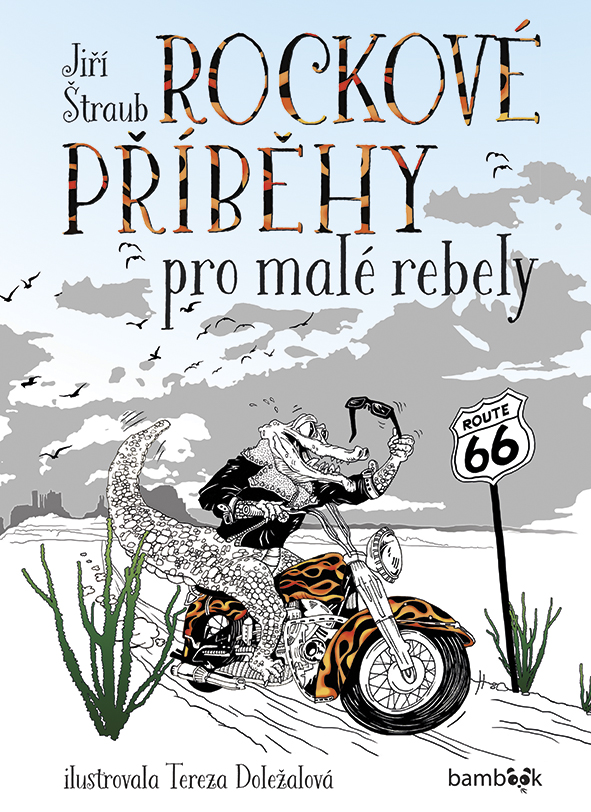 Jiří
Štraub
ROCKOVÉ
PŘÍBĚHY
pro malé rebely
ROUTE
66
ilustrovala Tereza Doležalová
bambook